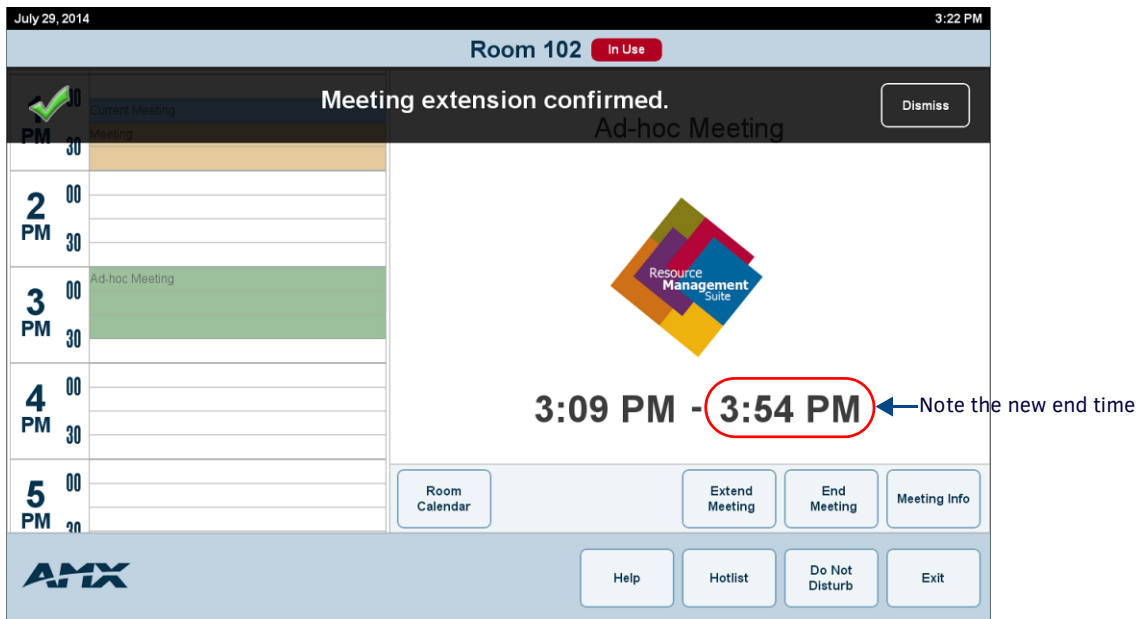 July 29, 2014
3:22 PM
Room 102
In Use
Meeting extension confirmed.
Dismiss
Ad-hoc Meeting
PM
30
Current Meeting
Meeting
30
2
PM
00
30
3
PM
00
30
Ad-hoc Meeting
4
PM
00
30
5
PM
00
30
Resource
Management
Suite
3:09 PM - 3:54 PM
Note the new end time
Room
Calendar
Extend
Meeting
End
Meeting
Meeting Info
AMX
Help
Hotlist
Do Not
Disturb
Exit